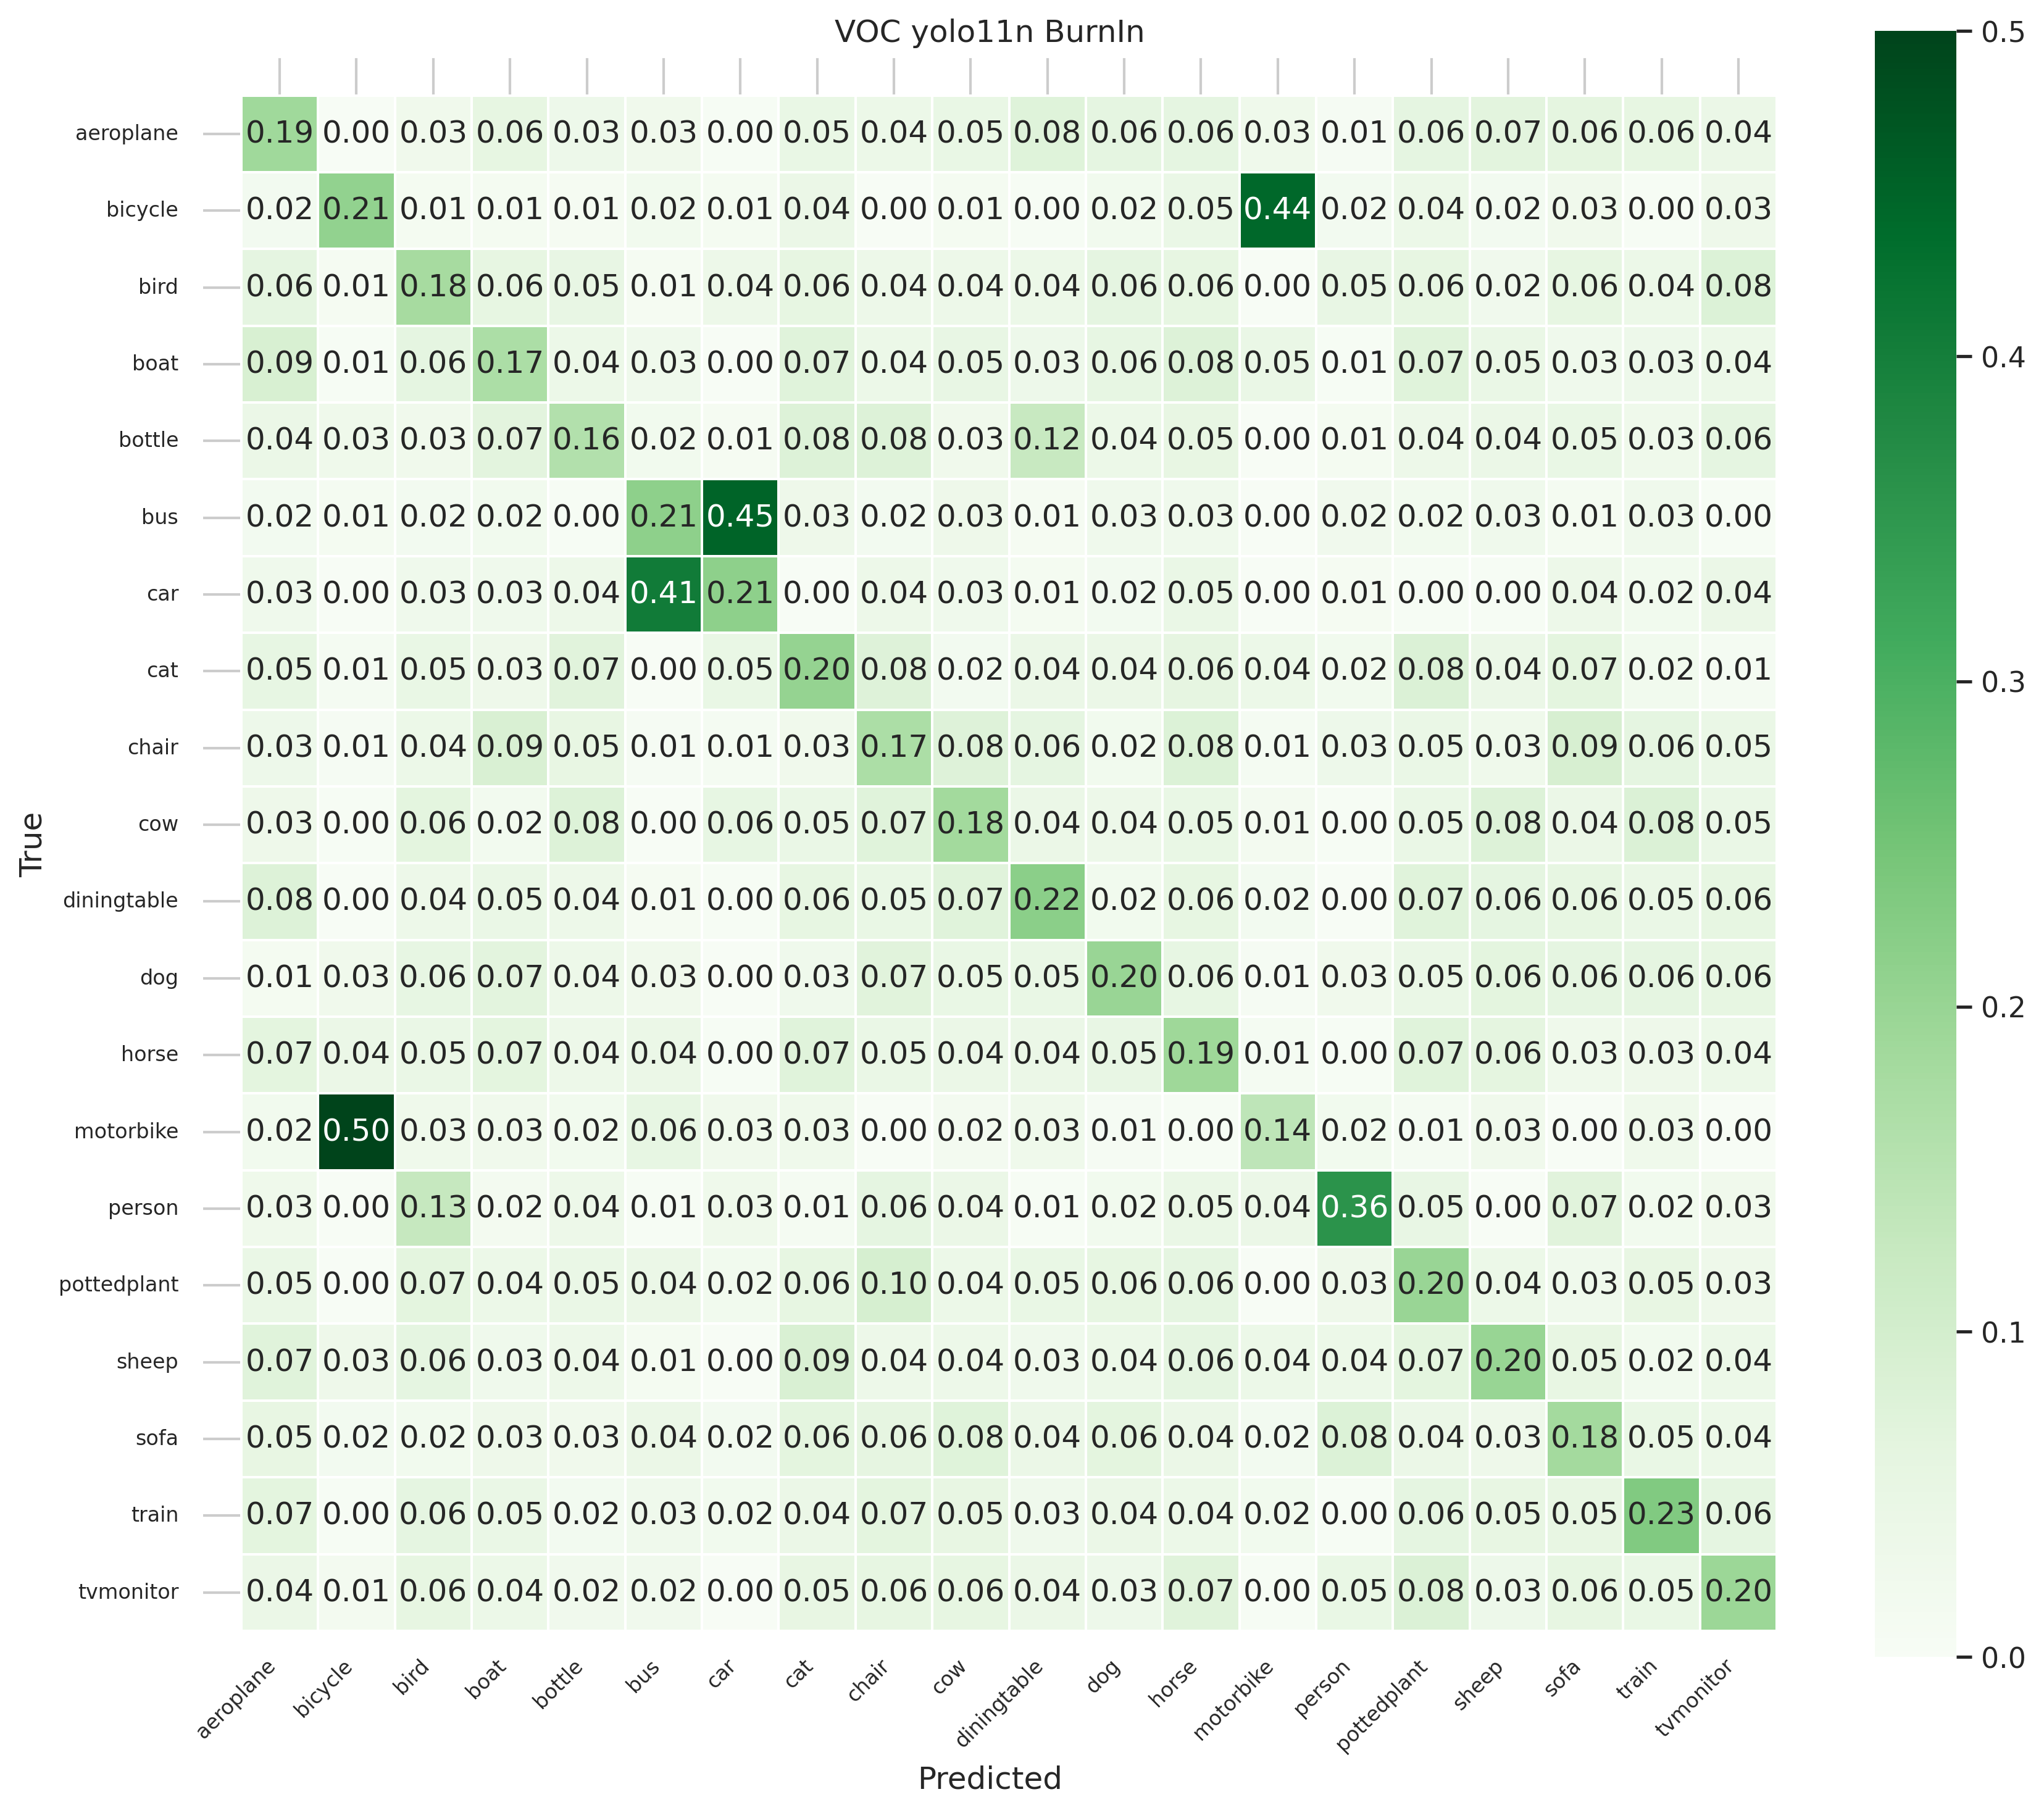 VOC yolo11n BurnIn
aeroplane 0.19 0.00 0.03 0.06 0.03 0.03 0.00 0.05 0.04 0.05 0.08 0.06 0.06 0.03 0.01 0.06 0.07 0.06 0.06 0.04
bicycle 0.02 0.21 0.01 0.01 0.01 0.02 0.01 0.04 0.00 0.01 0.00 0.02 0.05 0.44 0.02 0.04 0.02 0.03 0.00 0.03
bird 0.06 0.01 0.18 0.06 0.05 0.01 0.04 0.06 0.04 0.04 0.04 0.06 0.06 0.00 0.05 0.06 0.02 0.06 0.04 0.08
boat 0.09 0.01 0.06 0.17 0.04 0.03 0.00 0.07 0.04 0.05 0.03 0.06 0.08 0.05 0.01 0.07 0.05 0.03 0.03 0.04
bottle 0.04 0.03 0.03 0.07 0.16 0.02 0.01 0.08 0.08 0.03 0.12 0.04 0.05 0.00 0.01 0.04 0.04 0.05 0.03 0.06
bus 0.02 0.01 0.02 0.02 0.00 0.21 0.45 0.03 0.02 0.03 0.01 0.03 0.03 0.00 0.02 0.02 0.03 0.01 0.03 0.00
car 0.03 0.00 0.03 0.03 0.04 0.41 0.21 0.00 0.04 0.03 0.01 0.02 0.05 0.00 0.01 0.00 0.00 0.04 0.02 0.04
cat 0.05 0.01 0.05 0.03 0.07 0.00 0.05 0.20 0.08 0.02 0.04 0.04 0.06 0.04 0.02 0.08 0.04 0.07 0.02 0.01
chair 0.03 0.01 0.04 0.09 0.05 0.01 0.01 0.03 0.17 0.08 0.06 0.02 0.08 0.01 0.03 0.05 0.03 0.09 0.06 0.05
cow 0.03 0.00 0.06 0.02 0.08 0.00 0.06 0.05 0.07 0.18 0.04 0.04 0.05 0.01 0.00 0.05 0.08 0.04 0.08 0.05
diningtable 0.08 0.00 0.04 0.05 0.04 0.01 0.00 0.06 0.05 0.07 0.22 0.02 0.06 0.02 0.00 0.07 0.06 0.06 0.05 0.06
dog 0.01 0.03 0.06 0.07 0.04 0.03 0.00 0.03 0.07 0.05 0.05 0.20 0.06 0.01 0.03 0.05 0.06 0.06 0.06 0.06
horse 0.07 0.04 0.05 0.07 0.04 0.04 0.00 0.07 0.05 0.04 0.04 0.05 0.19 0.01 0.00 0.07 0.06 0.03 0.03 0.04
motorbike 0.02 0.50 0.03 0.03 0.02 0.06 0.03 0.03 0.00 0.02 0.03 0.01 0.00 0.14 0.02 0.01 0.03 0.00 0.03 0.00
person 0.03 0.00 0.13 0.02 0.04 0.01 0.03 0.01 0.06 0.04 0.01 0.02 0.05 0.04 0.36 0.05 0.00 0.07 0.02 0.03
pottedplant 0.05 0.00 0.07 0.04 0.05 0.04 0.02 0.06 0.10 0.04 0.05 0.06 0.06 0.00 0.03 0.20 0.04 0.03 0.05 0.03
sheep 0.07 0.03 0.06 0.03 0.04 0.01 0.00 0.09 0.04 0.04 0.03 0.04 0.06 0.04 0.04 0.07 0.20 0.05 0.02 0.04
sofa 0.05 0.02 0.02 0.03 0.03 0.04 0.02 0.06 0.06 0.08 0.04 0.06 0.04 0.02 0.08 0.04 0.03 0.18 0.05 0.04
train 0.07 0.00 0.06 0.05 0.02 0.03 0.02 0.04 0.07 0.05 0.03 0.04 0.04 0.02 0.00 0.06 0.05 0.05 0.23 0.06
tvmonitor 0.04 0.01 0.06 0.04 0.02 0.02 0.00 0.05 0.06 0.06 0.04 0.03 0.07 0.00 0.05 0.08 0.03 0.06 0.05 0.20
True
aeroplane bicycle bird boat bottle bus car cat chair cow diningtable dog horse motorbike person pottedplant sheep sofa train tvmonitor
Predicted
0.5
0.4
0.3
0.2
0.1
0.0